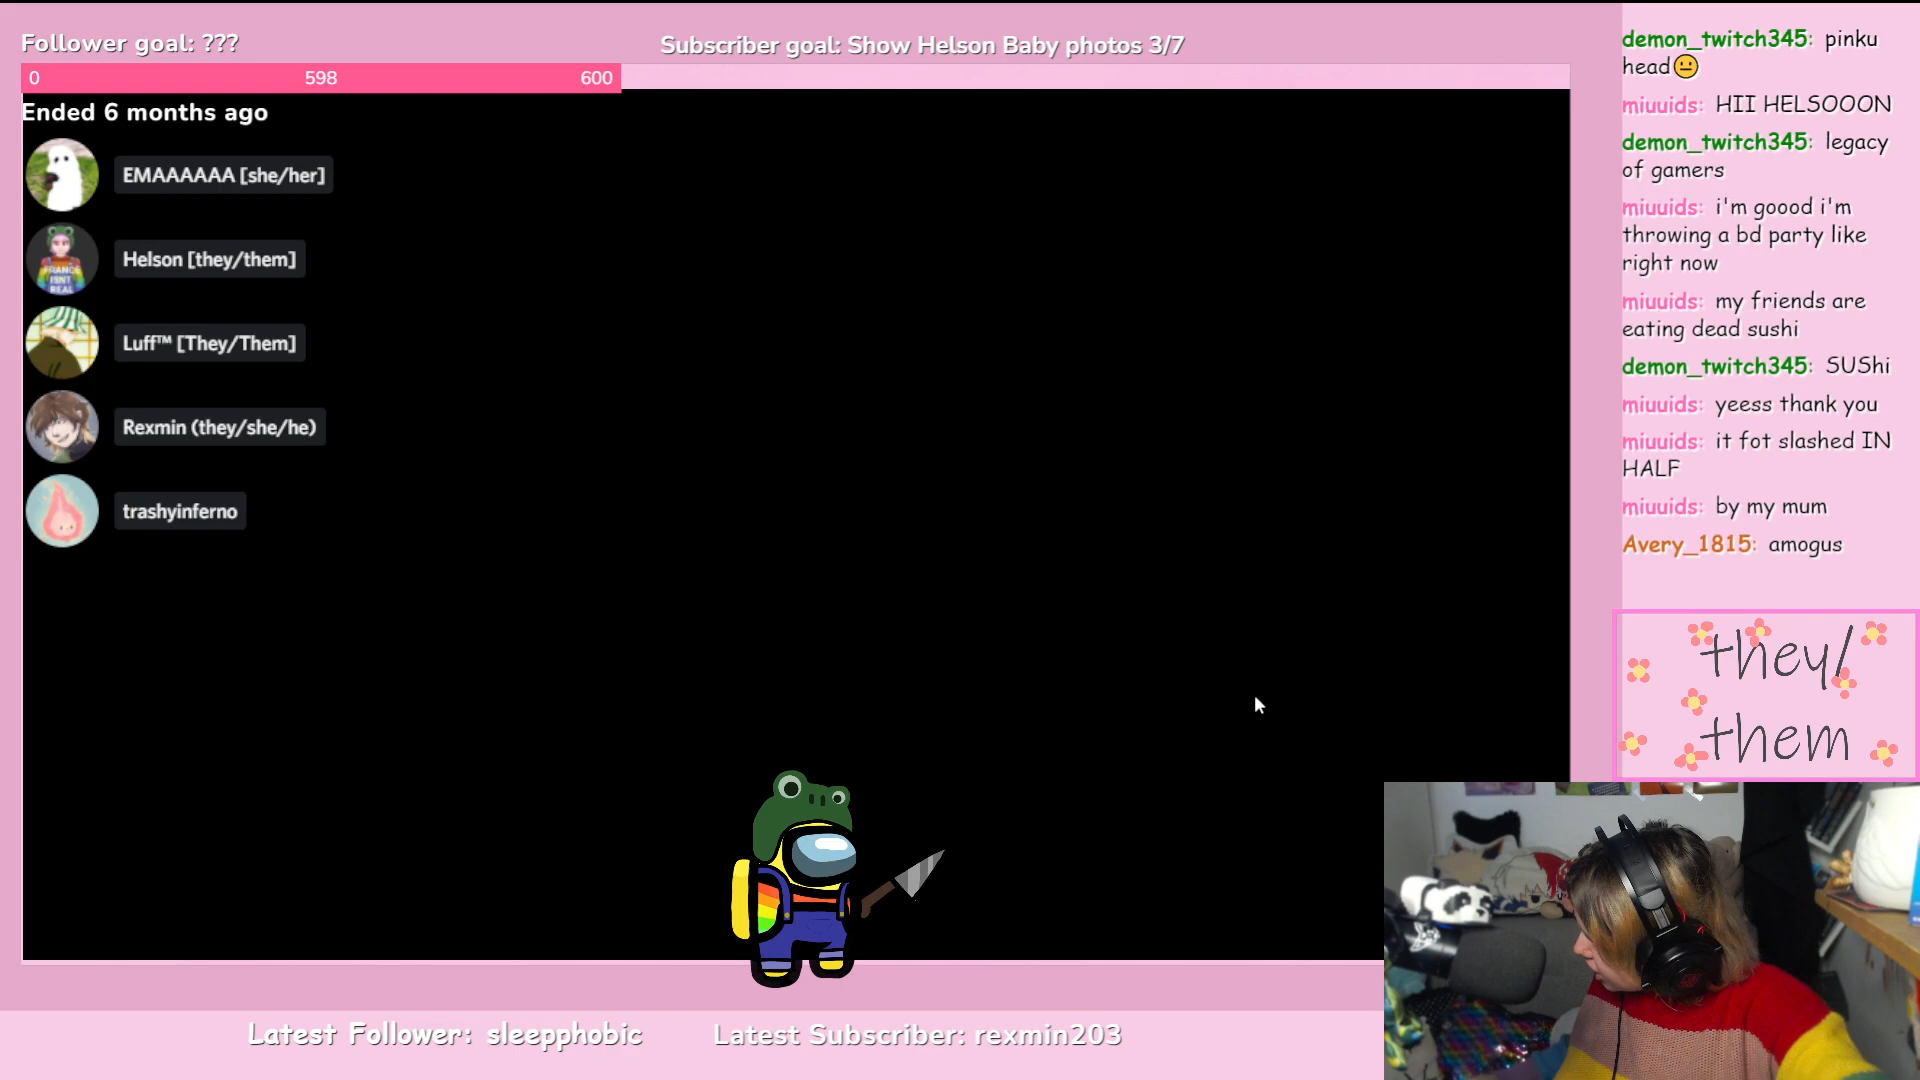 Follower goal: ???
Subscriber goal: Show Helson Baby photos 3/7
0 598 600
Ended 6 months ago
EMAAAAAA [she/her]
Helson [they/them]
FRANCE
ISNT
REAL
Luff™ [They/Them]
Rexmin (they/she/he)
trashyinferno
demon_twitch345: pinku
head😐
miuuids: HII HELSOOON
demon_twitch345: legacy
of gamers
miuuids: i'm goood i'm
throwing a bd party like
right now
miuuids: my friends are
eating dead sushi
demon_twitch345: SUShi
miuuids: yeess thank you
miuuids: it fot slashed IN
HALF
miuuids: by my mum
Avery_1815: amogus
they/
them
Latest Follower: sleepphobic
Latest Subscriber: rexmin203